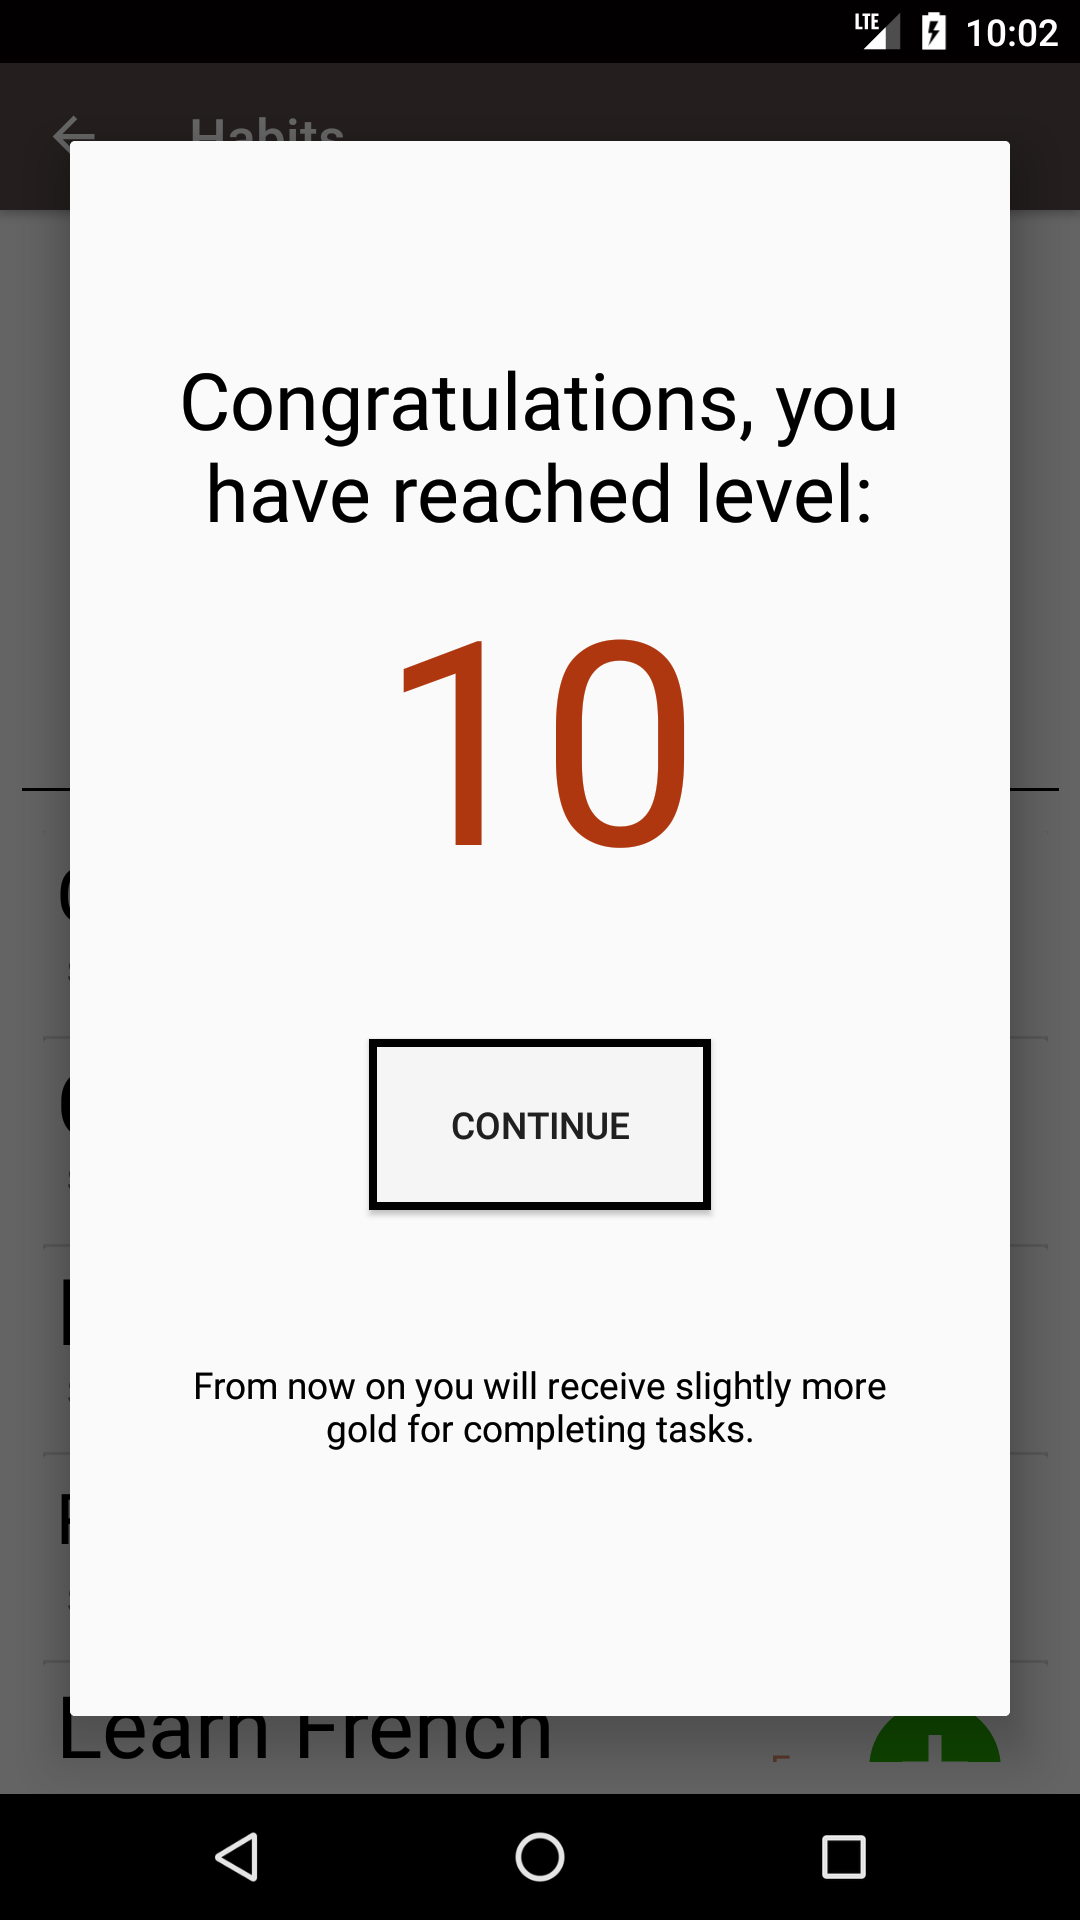 LTE 10:02
Habits
Congratulations, you
have reached level:
10
CONTINUE
From now on you will receive slightly more
gold for completing tasks.
Learn French